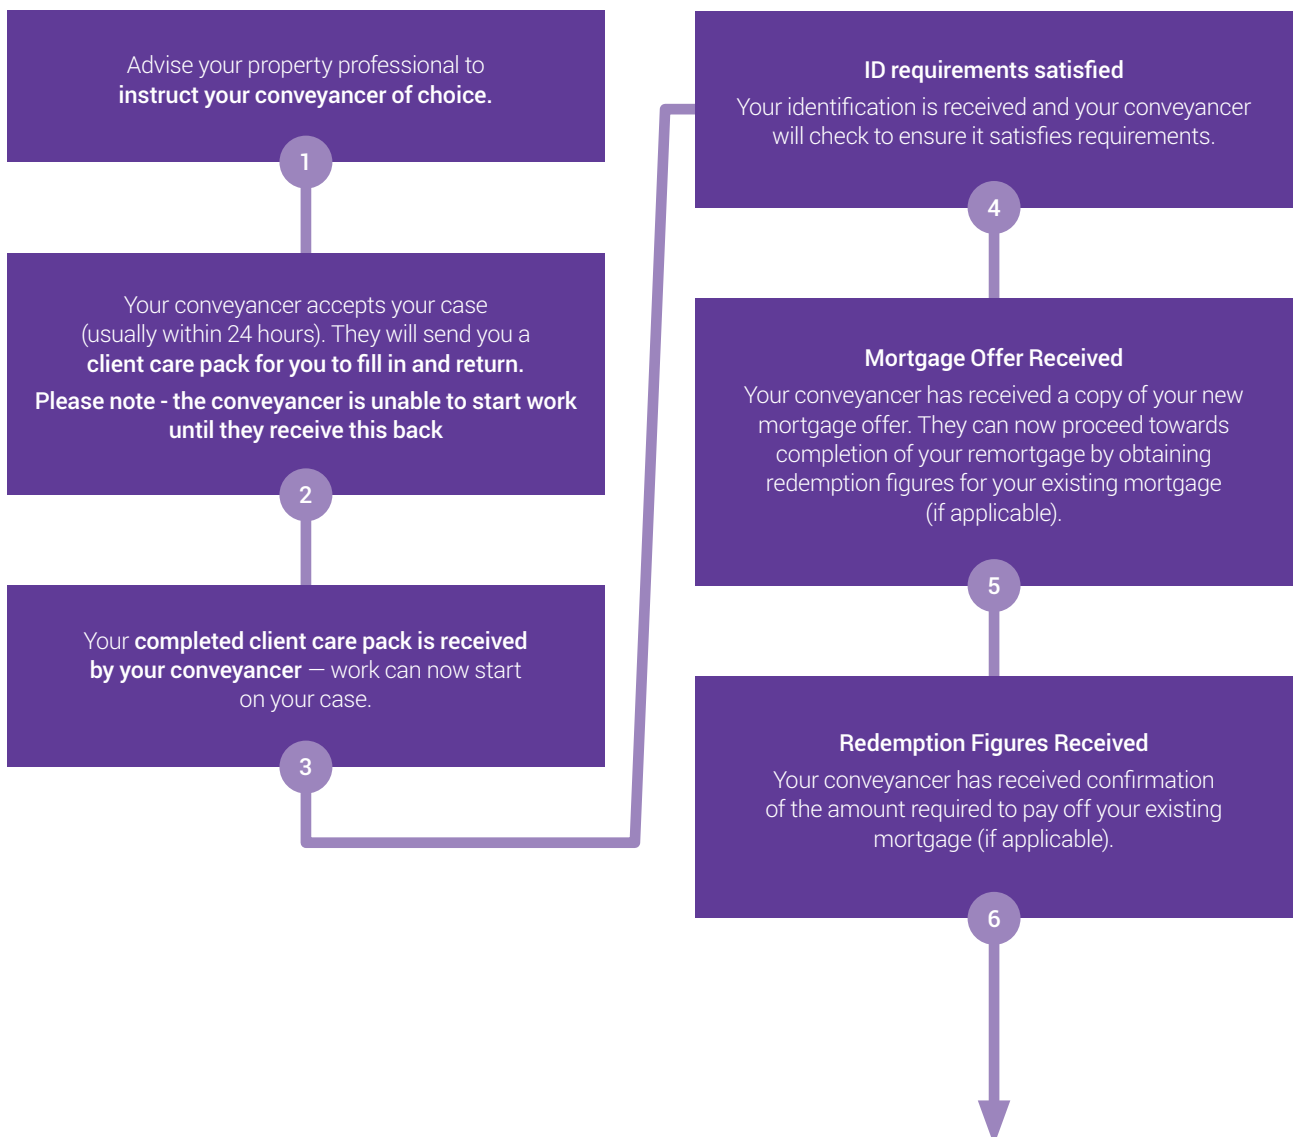 Advise your property professional to
instruct your conveyancer of choice.
1
Your conveyancer accepts your case
(usually within 24 hours). They will send you a
client care pack for you to fill in and return.
Please note - the conveyancer is unable to start work
until they receive this back
2
Your completed client care pack is received
by your conveyancer — work can now start
on your case.
3
ID requirements satisfied
Your identification is received and your conveyancer
will check to ensure it satisfies requirements.
4
Mortgage Offer Received
Your conveyancer has received a copy of your new
mortgage offer. They can now proceed towards
completion of your remortgage by obtaining
redemption figures for your existing mortgage
(if applicable).
5
Redemption Figures Received
Your conveyancer has received confirmation
of the amount required to pay off your existing
mortgage (if applicable).
6